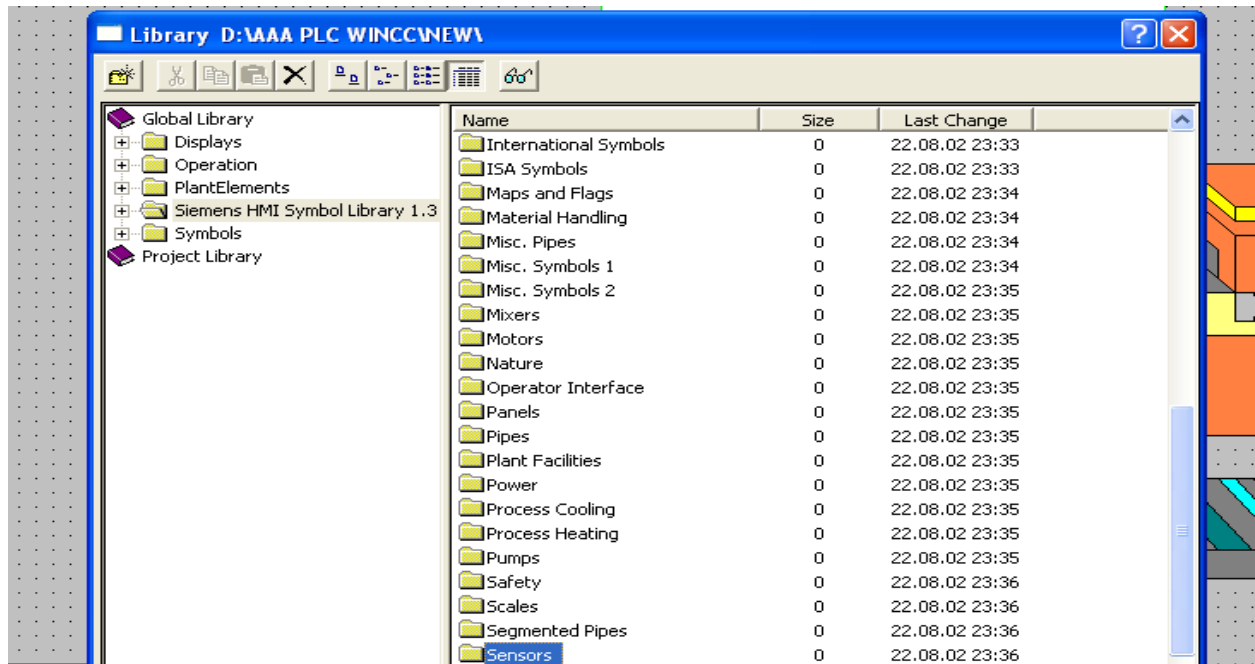 Library D:\AAA PLC WINCC\NEW\
Global Library
Displays
Operation
PlantElements
Siemens HMI Symbol Library 1.3
Symbols
Project Library
Name Size Last Change
International Symbols 0 22.08.02 23:33
ISA Symbols 0 22.08.02 23:33
Maps and Flags 0 22.08.02 23:34
Material Handling 0 22.08.02 23:34
Misc. Pipes 0 22.08.02 23:34
Misc. Symbols 1 0 22.08.02 23:34
Misc. Symbols 2 0 22.08.02 23:35
Mixers 0 22.08.02 23:35
Motors 0 22.08.02 23:35
Nature 0 22.08.02 23:35
Operator Interface 0 22.08.02 23:35
Panels 0 22.08.02 23:35
Pipes 0 22.08.02 23:35
Plant Facilities 0 22.08.02 23:35
Power 0 22.08.02 23:35
Process Cooling 0 22.08.02 23:35
Process Heating 0 22.08.02 23:35
Pumps 0 22.08.02 23:35
Safety 0 22.08.02 23:36
Scales 0 22.08.02 23:36
Segmented Pipes 0 22.08.02 23:36
Sensors 0 22.08.02 23:36